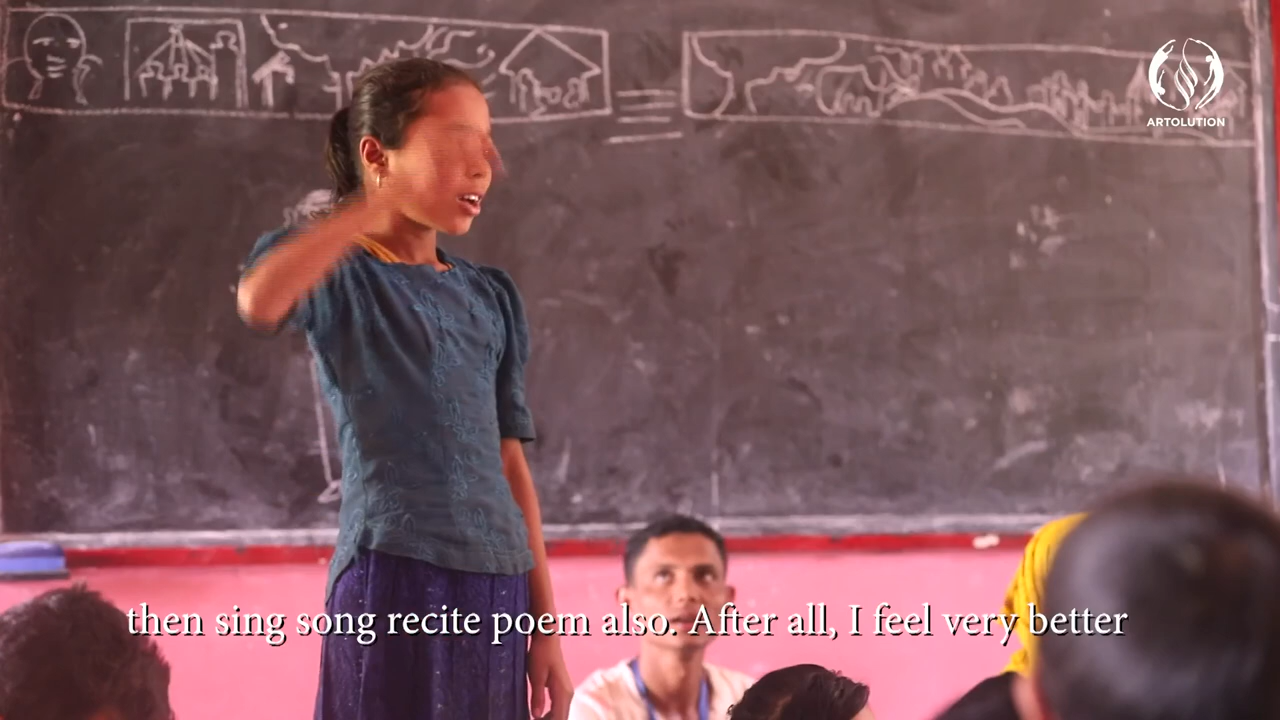 ARTOLUTION
then sing song recite poem also. After all, I feel very better